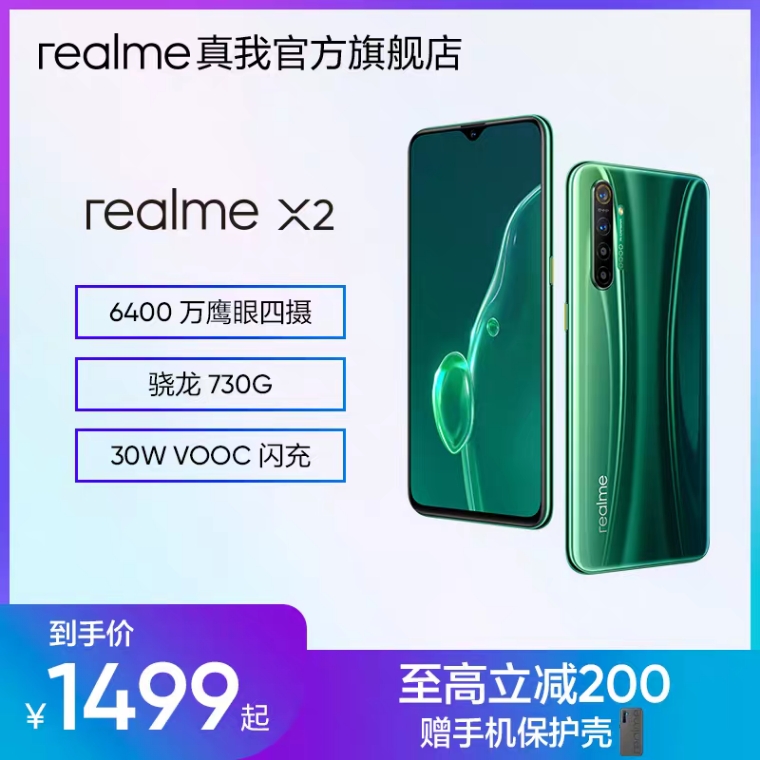 realme真我官方旗舰店
realme X2
6400 万鹰眼四摄
骁龙 730G
30W VOOC 闪充
realme
到手价
¥1499起
至高立减200
赠手机保护壳